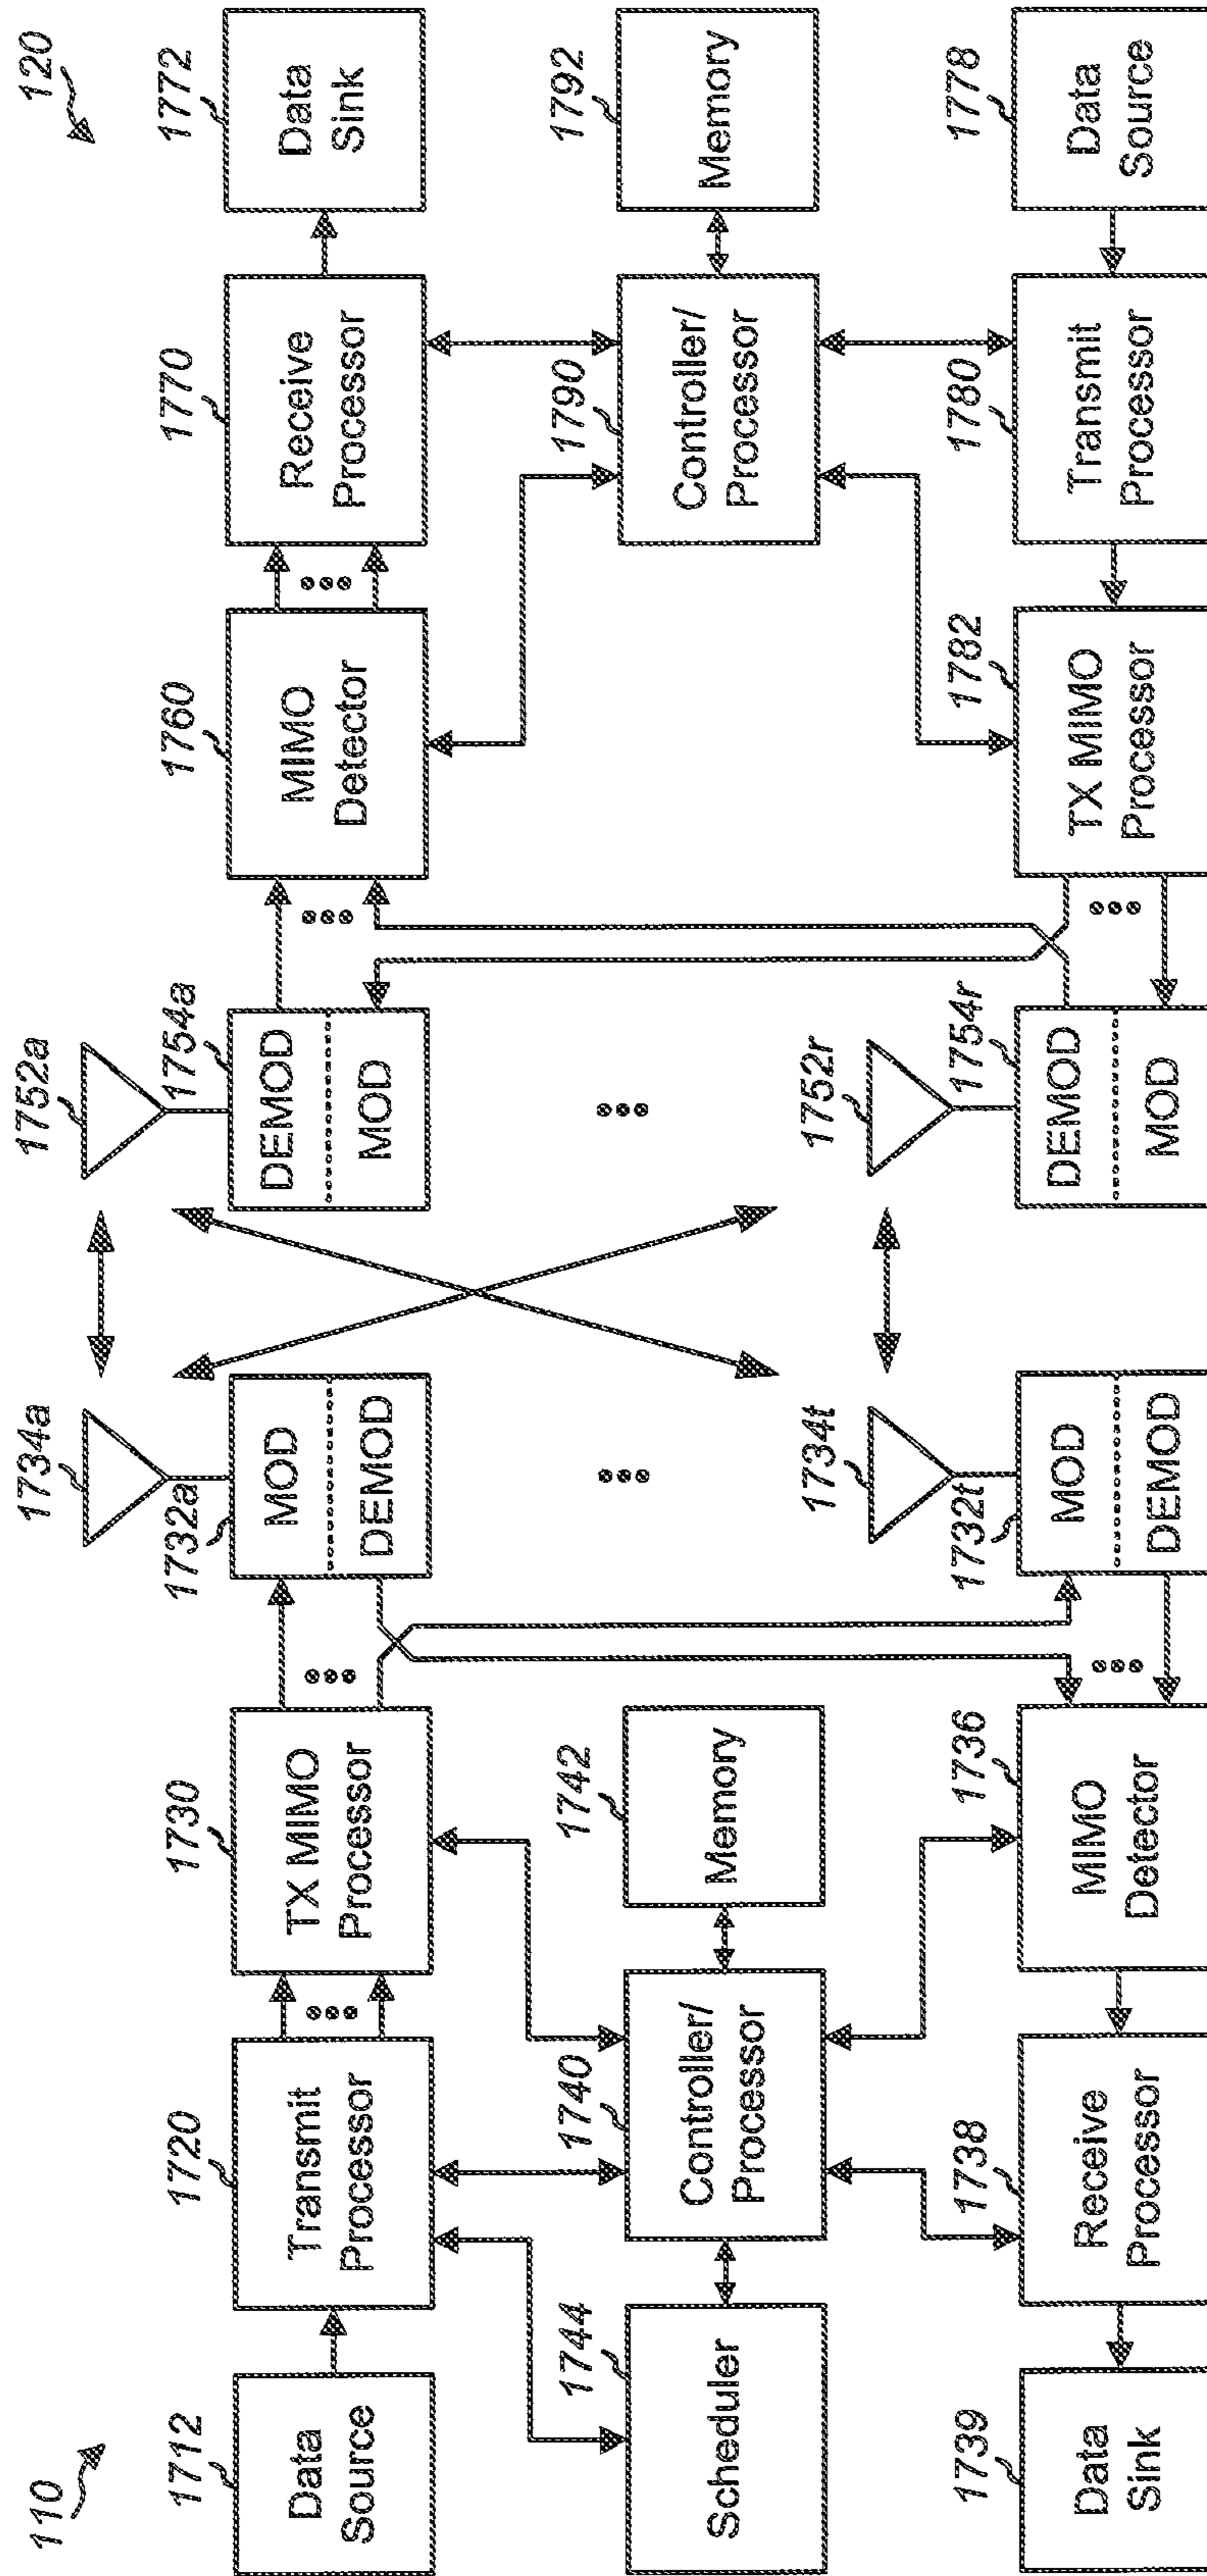 110
120
1712
Data
Source
1720
Transmit
Processor
1730
TX MIMO
Processor
1732a
MOD
DEMOD
1734a
1752a
1754a
DEMOD
MOD
1760
MIMO
Detector
1770
Receive
Processor
1772
Data
Sink
1744
Scheduler
1740
Controller/
Processor
1742
Memory
1790
Controller/
Processor
1792
Memory
1739
Data
Sink
1738
Receive
Processor
1736
MIMO
Detector
1732t
MOD
DEMOD
1734t
1752r
1754r
DEMOD
MOD
1782
TX MIMO
Processor
1780
Transmit
Processor
1778
Data
Source